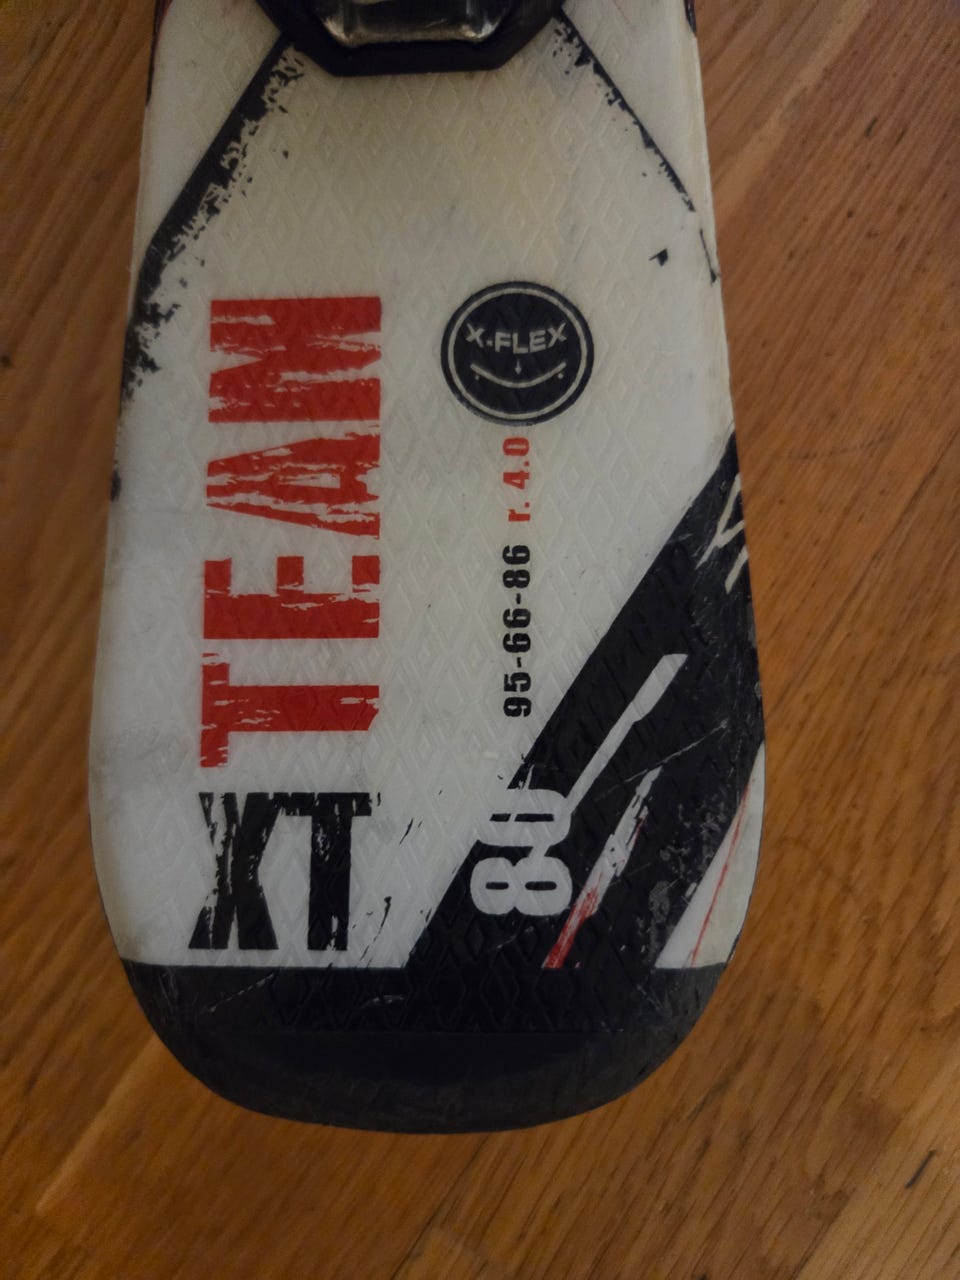 XT TEAM
80
95-66-86 r. 4.0
X-FLEX